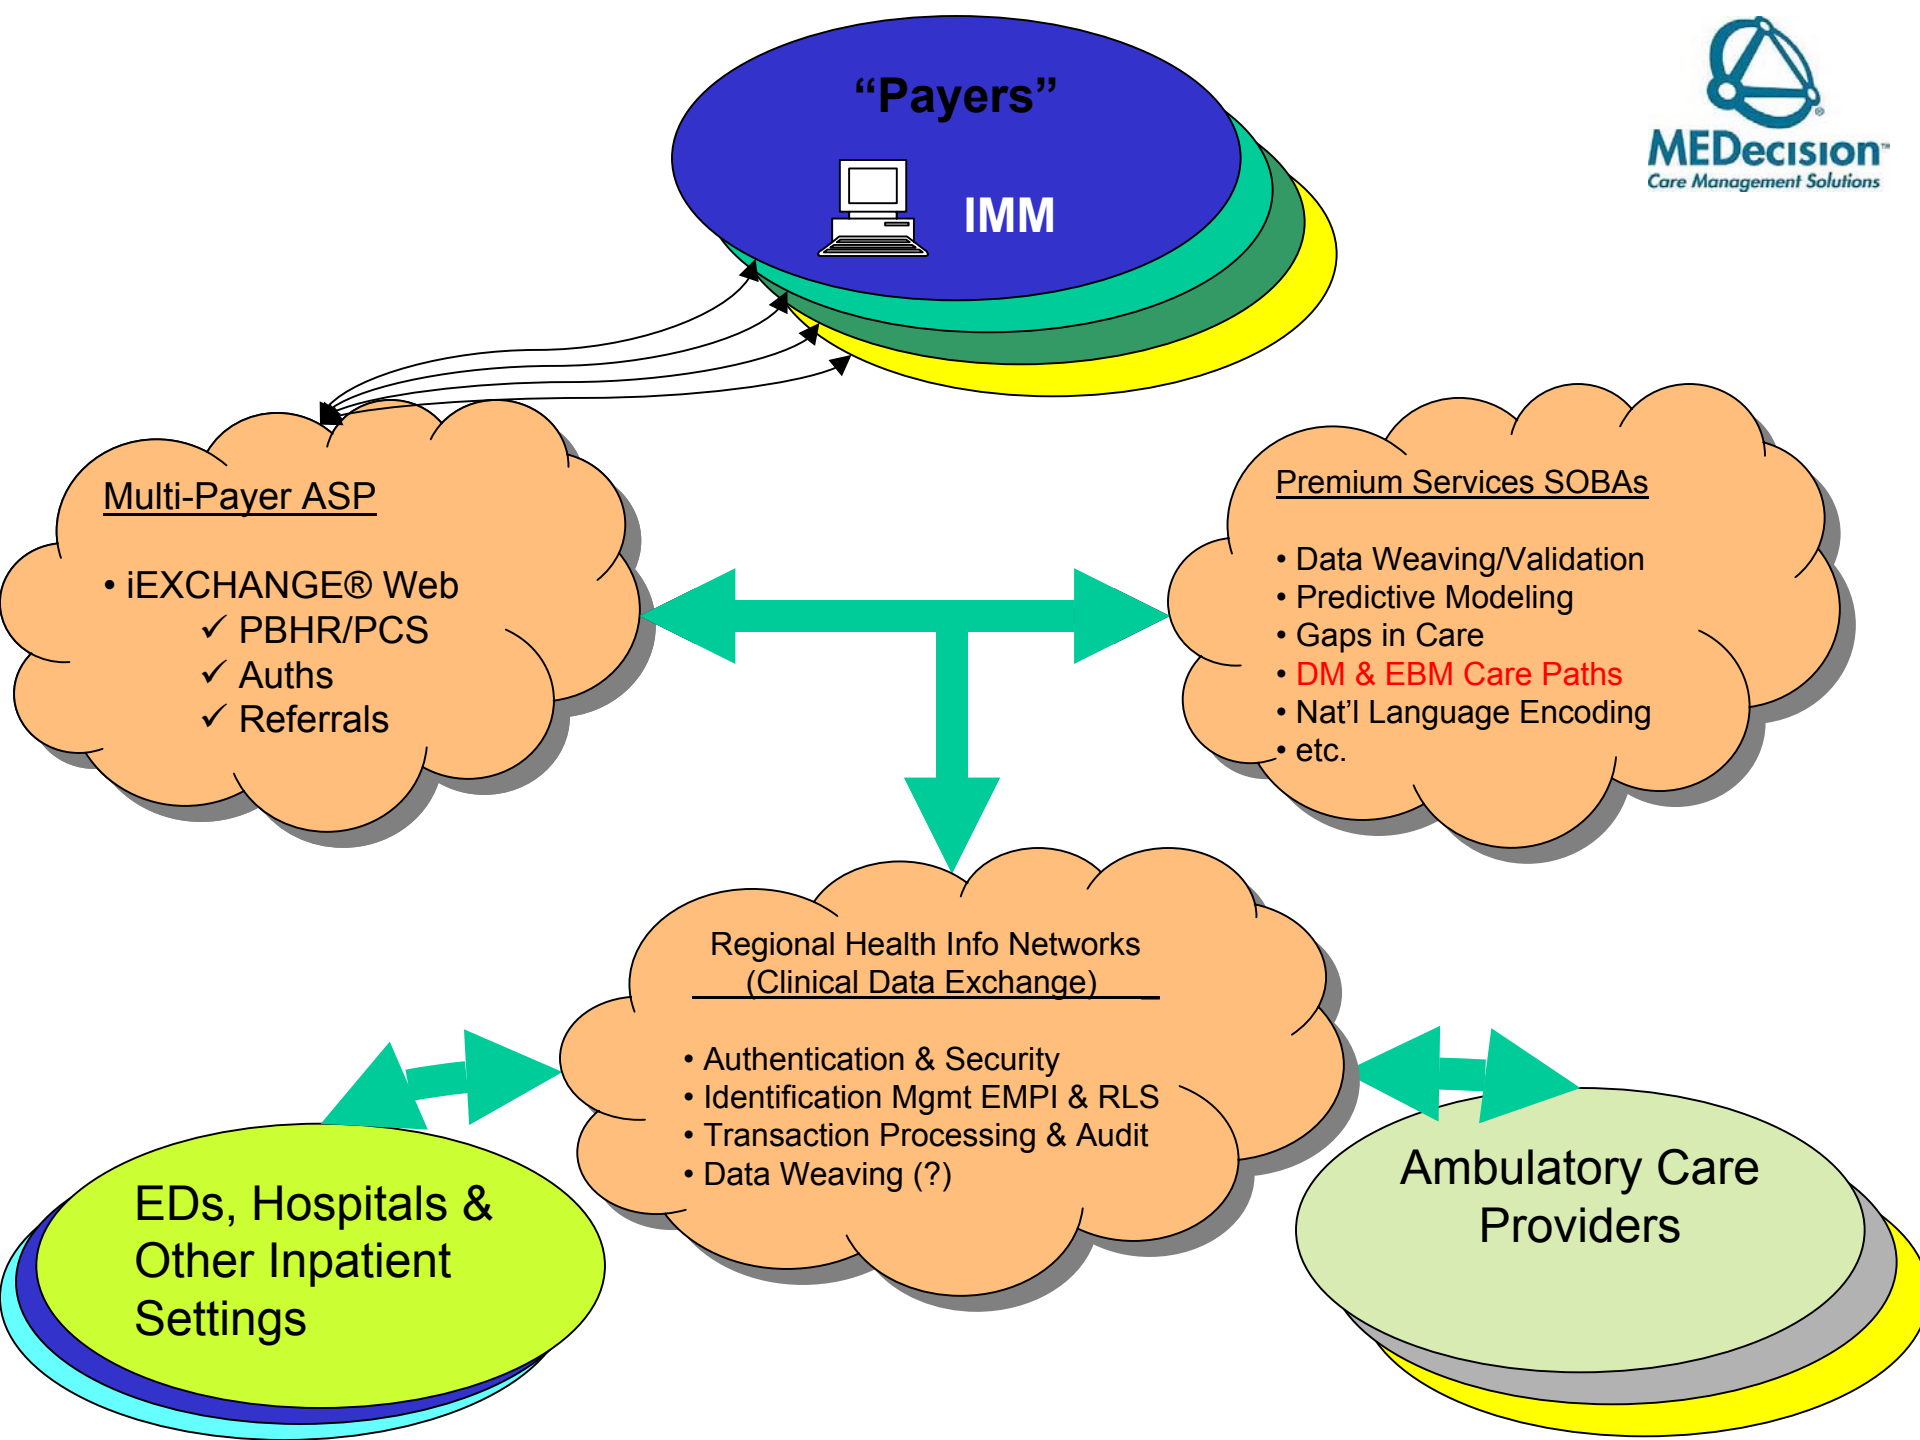 “Payers”
IMM
MEDecision™
Care Management Solutions
Multi-Payer ASP
• iEXCHANGE® Web
✓ PBHR/PCS
✓ Auths
✓ Referrals
Premium Services SOBAs
• Data Weaving/Validation
• Predictive Modeling
• Gaps in Care
• DM & EBM Care Paths
• Nat’l Language Encoding
• etc.
Regional Health Info Networks
(Clinical Data Exchange)
• Authentication & Security
• Identification Mgmt EMPI & RLS
• Transaction Processing & Audit
• Data Weaving (?)
EDs, Hospitals &
Other Inpatient
Settings
Ambulatory Care
Providers